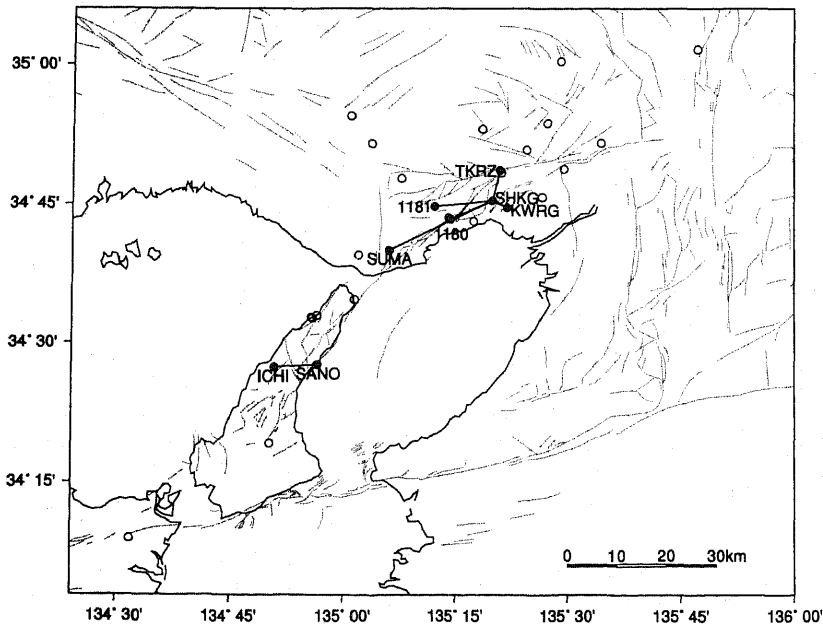 35° 00'
TKRZ
34° 45'
1181
SHKG
KWRG
1180
SUMA
34° 30'
ICHI SANO
34° 15'
0 10 20 30km
134° 30' 134° 45' 135° 00' 135° 15' 135° 30' 135° 45' 136° 00'